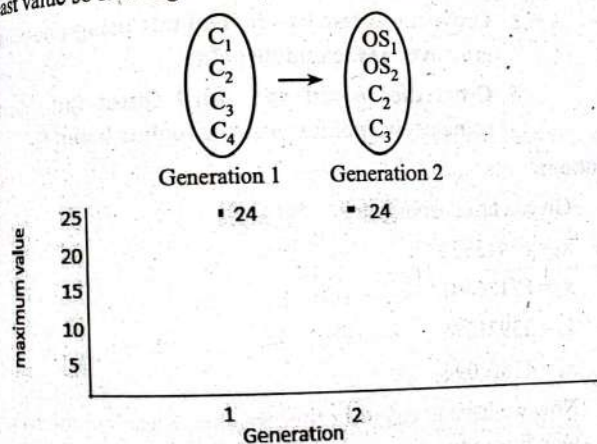 C1 OS1
C2 OS2
C3 C2
C4 C3
Generation 1 Generation 2
25 24 24
20
15
10
5
maximum value
1 2
Generation